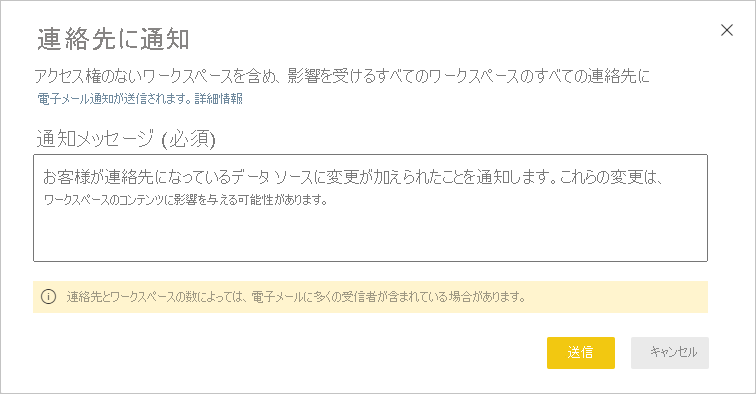 連絡先に通知
アクセス権のないワークスペースを含め、影響を受けるすべてのワークスペースのすべての連絡先に
電子メール通知が送信されます。詳細情報
通知メッセージ (必須)
お客様が連絡先になっているデータ ソースに変更が加えられたことを通知します。これらの変更は、
ワークスペースのコンテンツに影響を与える可能性があります。
連絡先とワークスペースの数によっては、電子メールに多くの受信者が含まれている場合があります。
送信
キャンセル